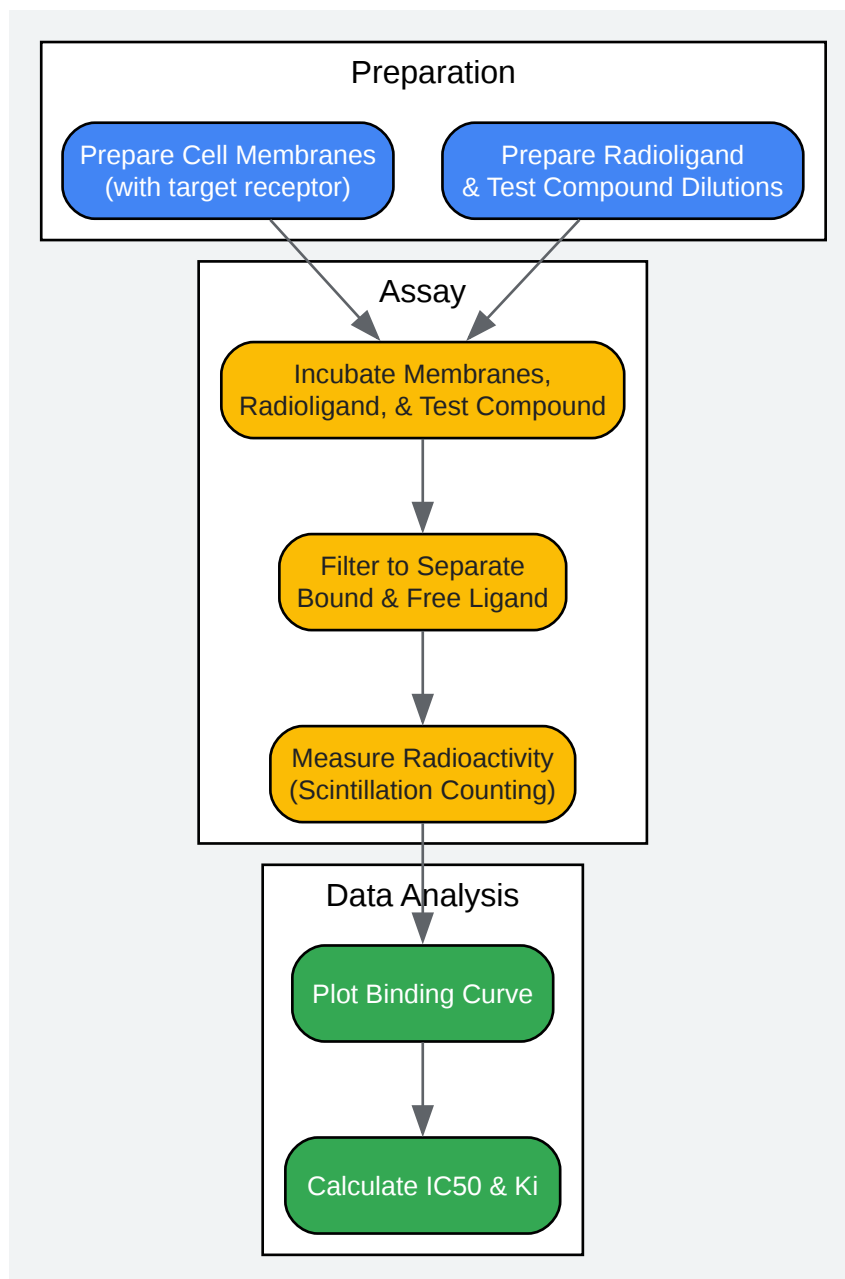 Preparation
Prepare Cell Membranes
(with target receptor)
Prepare Radioligand
& Test Compound Dilutions
Assay
Incubate Membranes,
Radioligand, & Test Compound
Filter to Separate
Bound & Free Ligand
Measure Radioactivity
(Scintillation Counting)
Data Analysis
Plot Binding Curve
Calculate IC50 & Ki